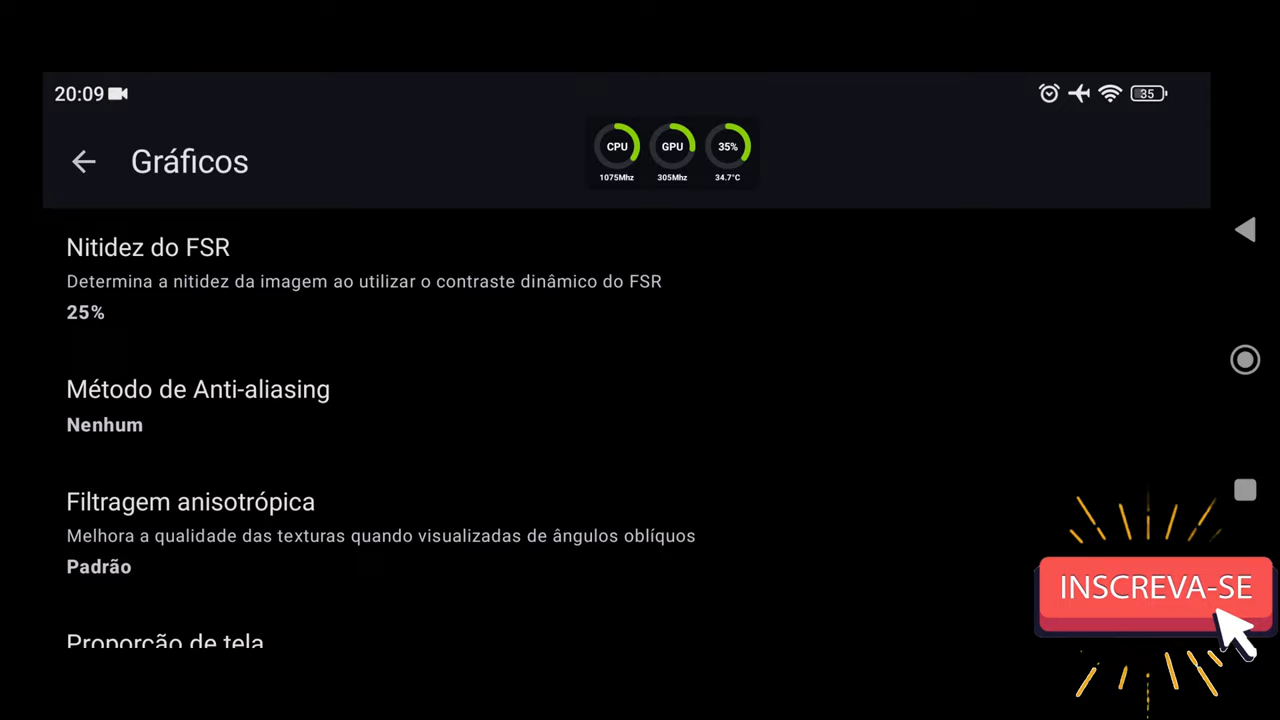 20:09
35
Gráficos
CPU
GPU
35%
1075Mhz
305Mhz
34.7°C
Nitidez do FSR
Determina a nitidez da imagem ao utilizar o contraste dinâmico do FSR
25%
Método de Anti-aliasing
Nenhum
Filtragem anisotrópica
Melhora a qualidade das texturas quando visualizadas de ângulos oblíquos
Padrão
INSCREVA-SE
Proporção de tela